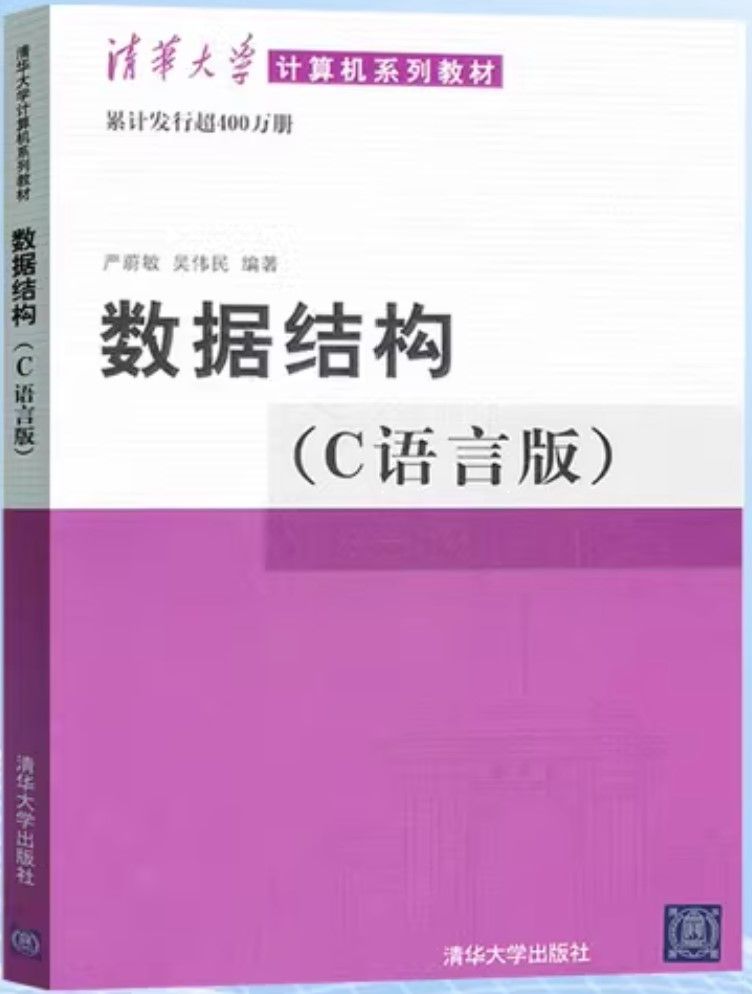 清华大学 计算机系列教材
累计发行超400万册
严蔚敏 吴伟民 编著
数据结构
（C语言版）
清华大学出版社
清华大学计算机系列教材
数据结构（C语言版）
清华大学出版社